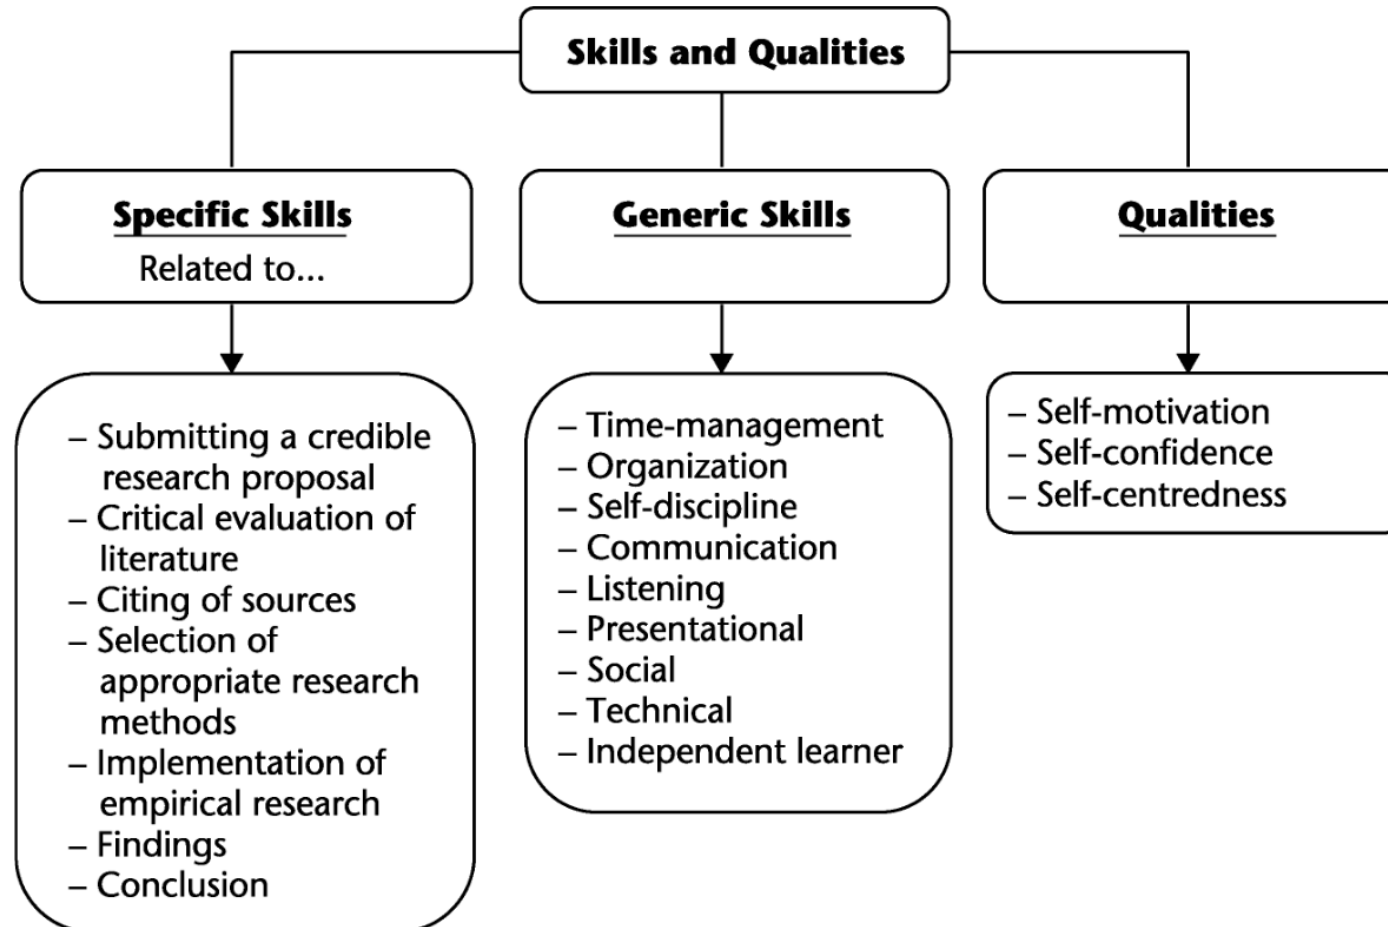 Skills and Qualities
Specific Skills
Related to...
– Submitting a credible
research proposal
– Critical evaluation of
literature
– Citing of sources
– Selection of
appropriate research
methods
– Implementation of
empirical research
– Findings
– Conclusion
Generic Skills
– Time-management
– Organization
– Self-discipline
– Communication
– Listening
– Presentational
– Social
– Technical
– Independent learner
Qualities
– Self-motivation
– Self-confidence
– Self-centredness